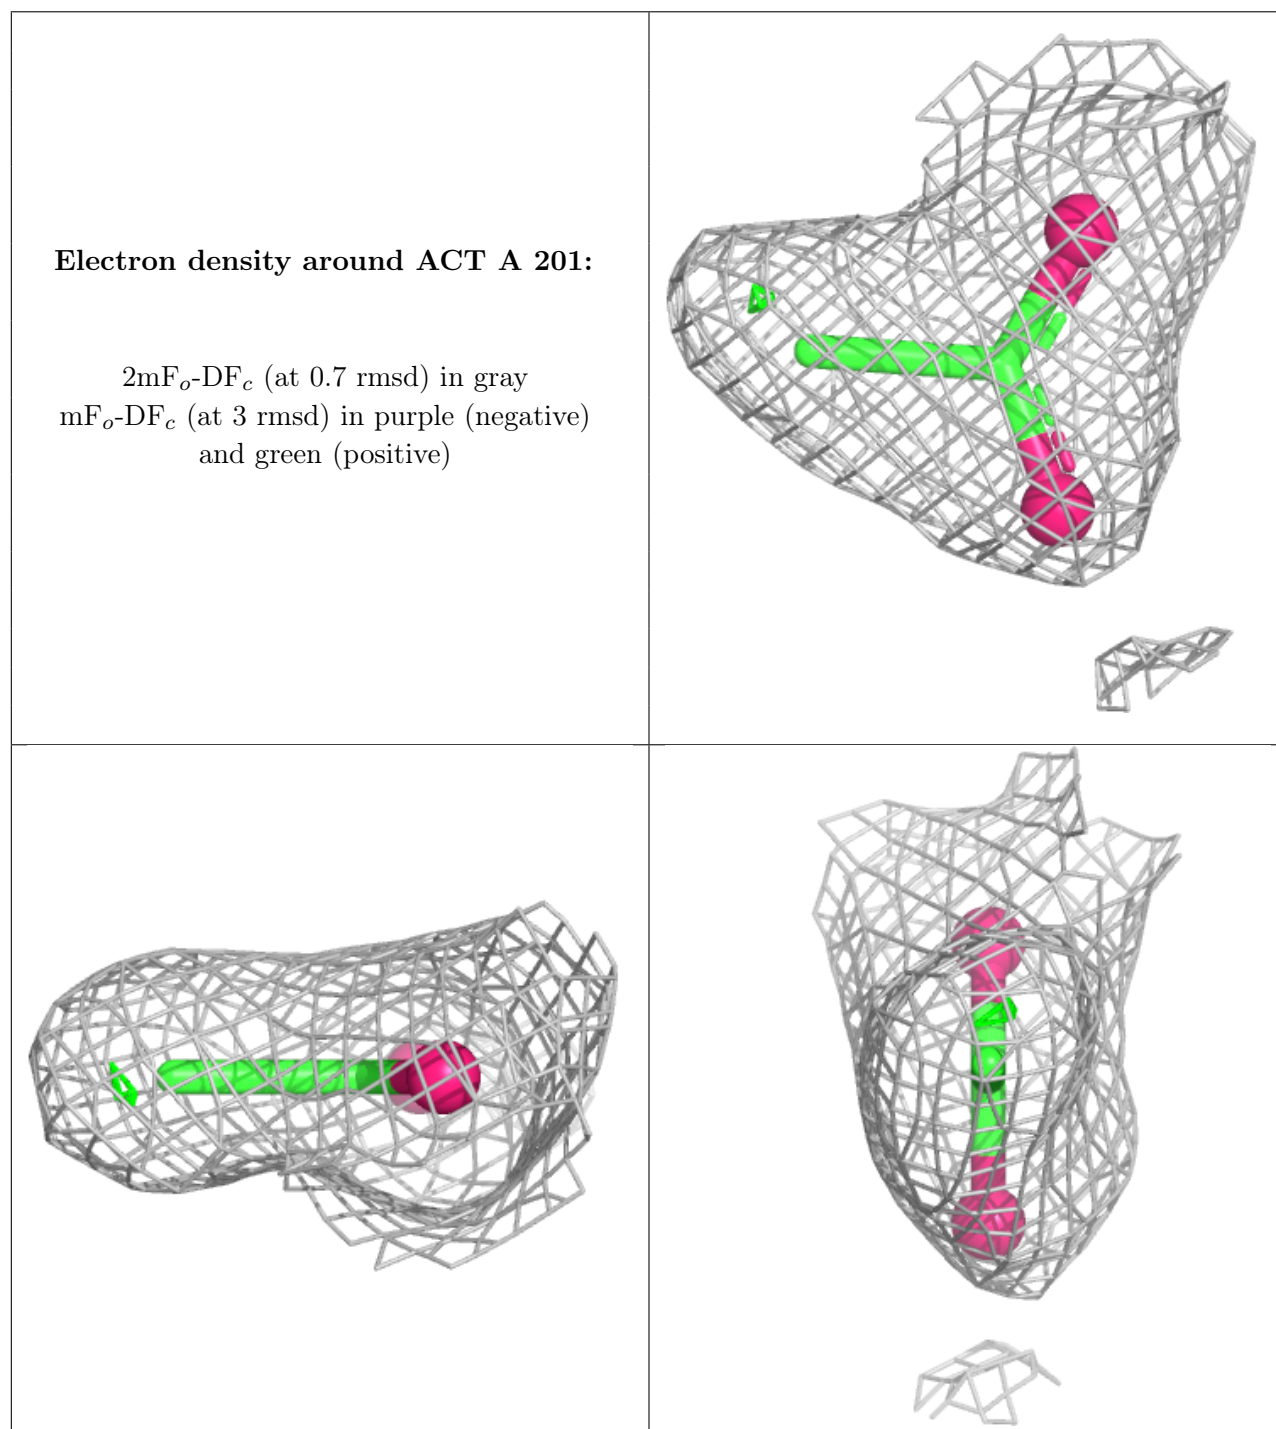 Electron density around ACT A 201:
2mFo-DFc (at 0.7 rmsd) in gray
mFo-DFc (at 3 rmsd) in purple (negative)
and green (positive)